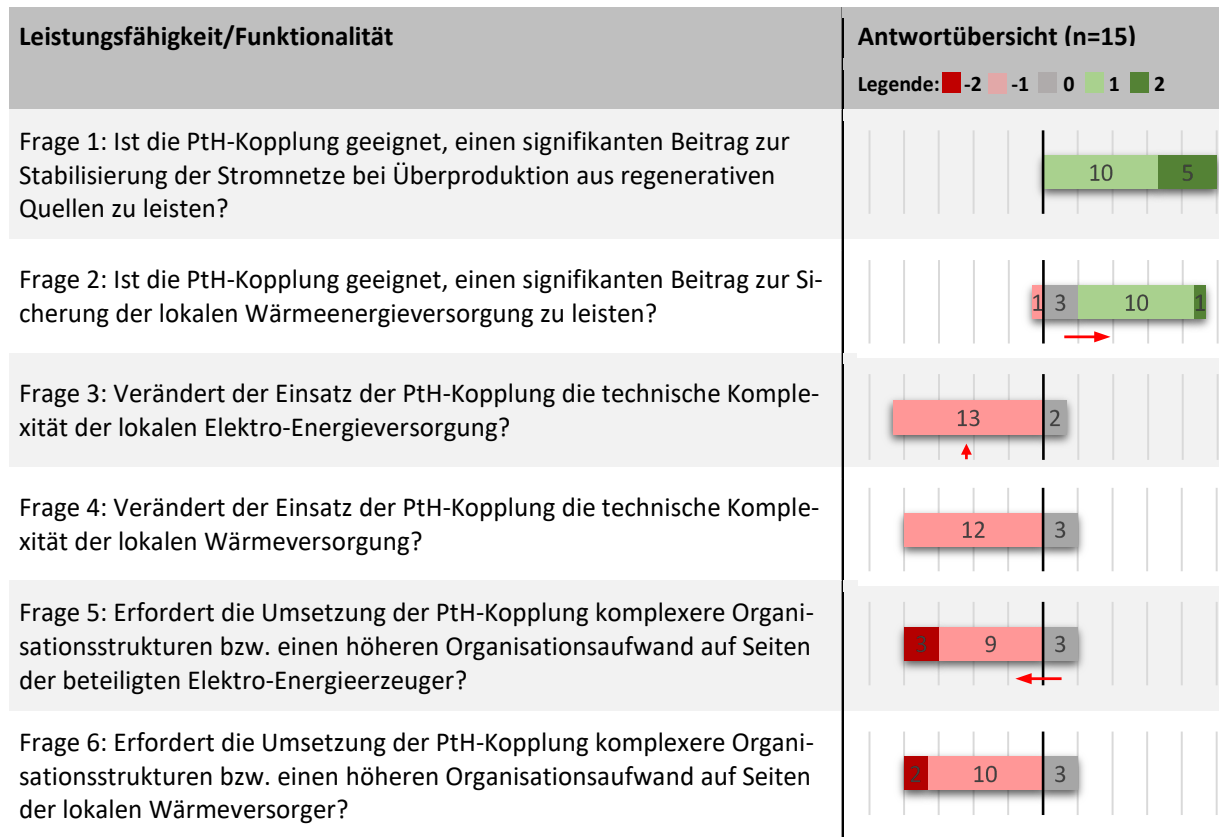 Leistungsfähigkeit/Funktionalität
Antwortübersicht (n=15)
Legende: -2 -1 0 1 2
Frage 1: Ist die PtH-Kopplung geeignet, einen signifikanten Beitrag zur
Stabilisierung der Stromnetze bei Überproduktion aus regenerativen
Quellen zu leisten?
10 5
Frage 2: Ist die PtH-Kopplung geeignet, einen signifikanten Beitrag zur Si-
cherung der lokalen Wärmeenergieversorgung zu leisten?
1 3 10 1
Frage 3: Verändert der Einsatz der PtH-Kopplung die technische Komple-
xität der lokalen Elektro-Energieversorgung?
13 2
Frage 4: Verändert der Einsatz der PtH-Kopplung die technische Komple-
xität der lokalen Wärmeversorgung?
12 3
Frage 5: Erfordert die Umsetzung der PtH-Kopplung komplexere Organi-
sationsstrukturen bzw. einen höheren Organisationsaufwand auf Seiten
der beteiligten Elektro-Energieerzeuger?
3 9 3
Frage 6: Erfordert die Umsetzung der PtH-Kopplung komplexere Organi-
sationsstrukturen bzw. einen höheren Organisationsaufwand auf Seiten
der lokalen Wärmeversorger?
2 10 3